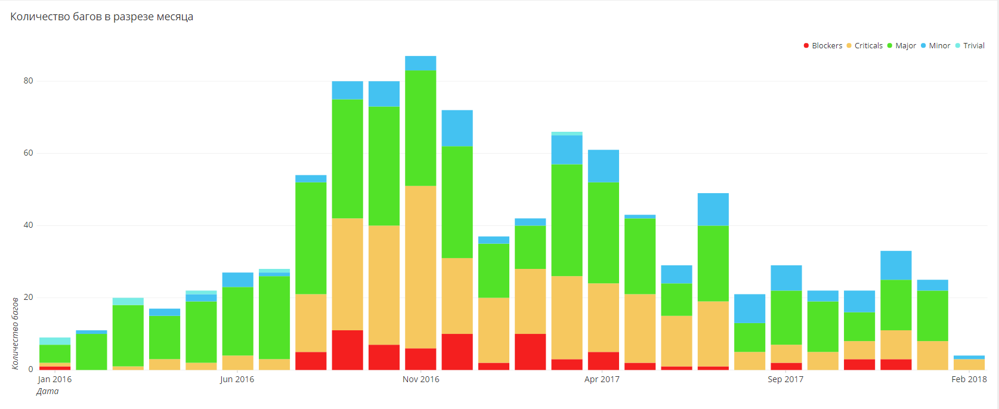 Количество багов в разрезе месяца
Blockers Criticals Major Minor Trivial
80
60
40
20
0
Количество багов
Jan 2016 Jun 2016 Nov 2016 Apr 2017 Sep 2017 Feb 2018
Дата